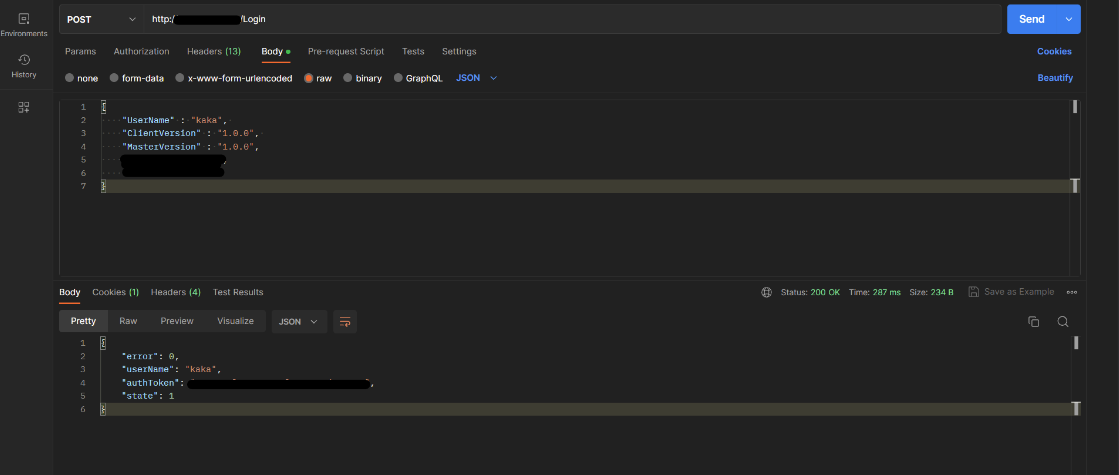 POST
http:/ /Login
Send
Environments
Params Authorization Headers (13) Body Pre-request Script Tests Settings Cookies
History
none form-data x-www-form-urlencoded raw binary GraphQL JSON Beautify
1 {
2 "UserName" : "kaka",
3 "ClientVersion" : "1.0.0",
4 "MasterVersion" : "1.0.0",
5 ,
6
7 }
Body Cookies (1) Headers (4) Test Results Status: 200 OK Time: 287 ms Size: 234 B Save as Example
Pretty Raw Preview Visualize JSON
1 {
2 "error": 0,
3 "userName": "kaka",
4 "authToken": ,
5 "state": 1
6 }